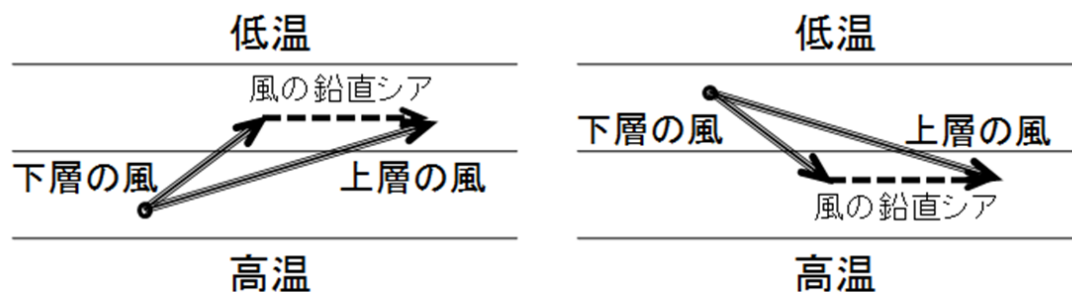 低温
風の鉛直シア
下層の風
上層の風
高温
低温
下層の風
上層の風
風の鉛直シア
高温